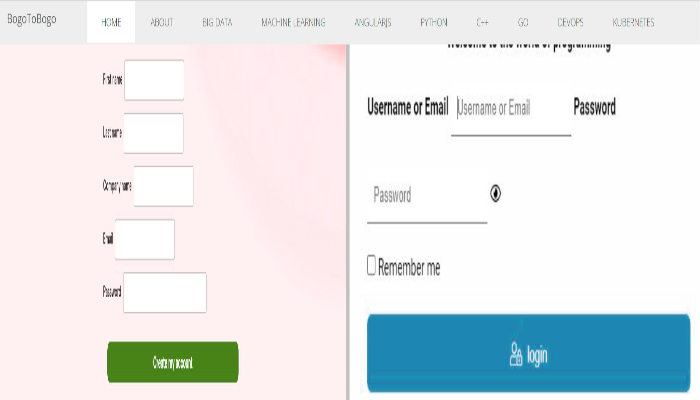 BogoToBogo HOME ABOUT BIG DATA MACHINE LEARNING ANGULARJS PYTHON C++ GO DEVOPS KUBERNETES
First name
Last name
Company name
Email
Password
Create my account
Welcome to the world of programming
Username or Email Username or Email Password
Password
Remember me
login